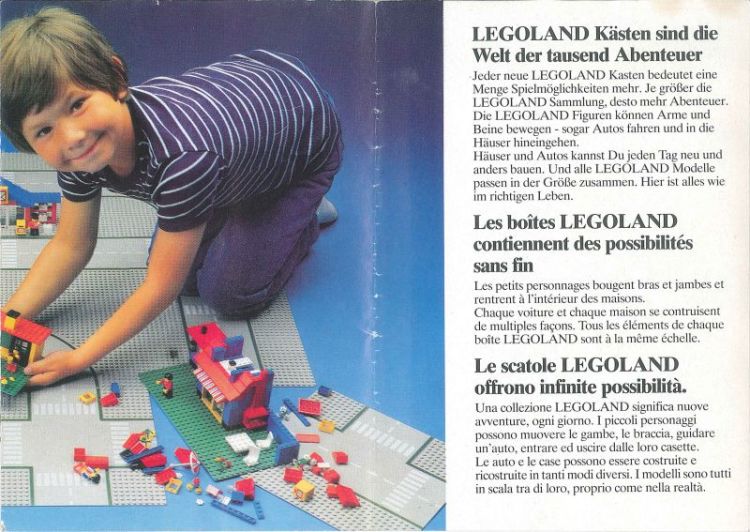 LEGOLAND Kästen sind die
Welt der tausend Abenteuer
Jeder neue LEGOLAND Kasten bedeutet eine
Menge Spielmöglichkeiten mehr. Je größer die
LEGOLAND Sammlung, desto mehr Abenteuer.
Die LEGOLAND Figuren können Arme und
Beine bewegen - sogar Autos fahren und in die
Häuser hineingehen.
Häuser und Autos kannst Du jeden Tag neu und
anders bauen. Und alle LEGOLAND Modelle
passen in der Größe zusammen. Hier ist alles wie
im richtigen Leben.
Les boîtes LEGOLAND
contiennent des possibilités
sans fin
Les petits personnages bougent bras et jambes et
rentrent à l'intérieur des maisons.
Chaque voiture et chaque maison se contruisent
de multiples façons. Tous les éléments de chaque
boîte LEGOLAND sont à la même échelle.
Le scatole LEGOLAND
offrono infinite possibilità.
Una collezione LEGOLAND significa nuove
avventure, ogni giorno. I piccoli personaggi
possono muovere le gambe, le braccia, guidare
un'auto, entrare ed uscire dalle loro casette.
Le auto e le case possono essere costruite e
ricostruite in tanti modi diversi. I modelli sono tutti
in scala tra di loro, proprio come nella realtà.